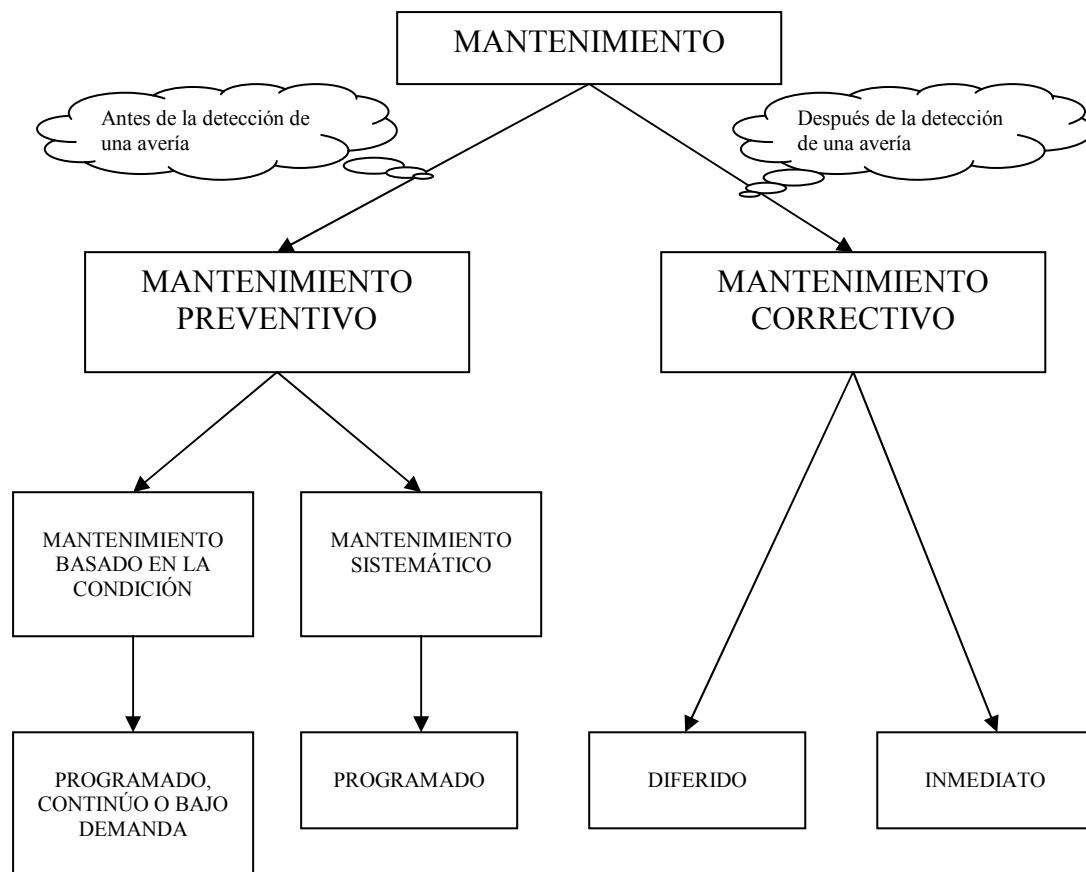 MANTENIMIENTO
Antes de la detección de
una avería
Después de la detección
de una avería
MANTENIMIENTO
PREVENTIVO
MANTENIMIENTO
CORRECTIVO
MANTENIMIENTO
BASADO EN LA
CONDICIÓN
MANTENIMIENTO
SISTEMÁTICO
PROGRAMADO,
CONTINÚO O BAJO
DEMANDA
PROGRAMADO
DIFERIDO
INMEDIATO